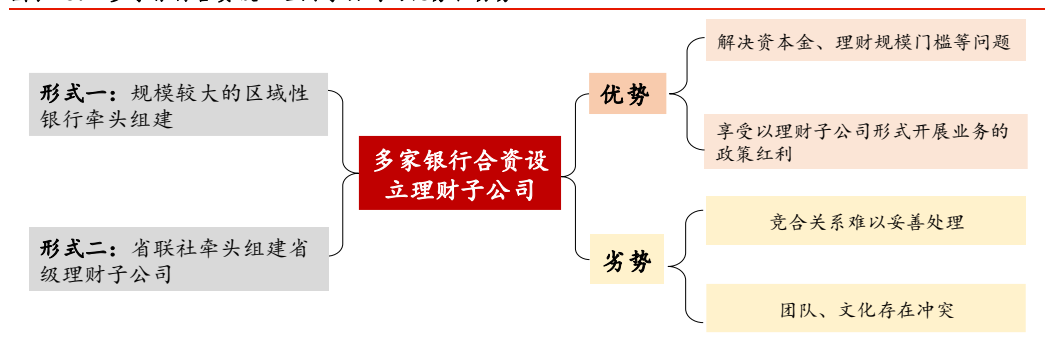 形式一：规模较大的区域性
银行牵头组建
形式二：省联社牵头组建省
级理财子公司
多家银行合资设
立理财子公司
优势
解决资本金、理财规模门槛等问题
享受以理财子公司形式开展业务的
政策红利
劣势
竞合关系难以妥善处理
团队、文化存在冲突